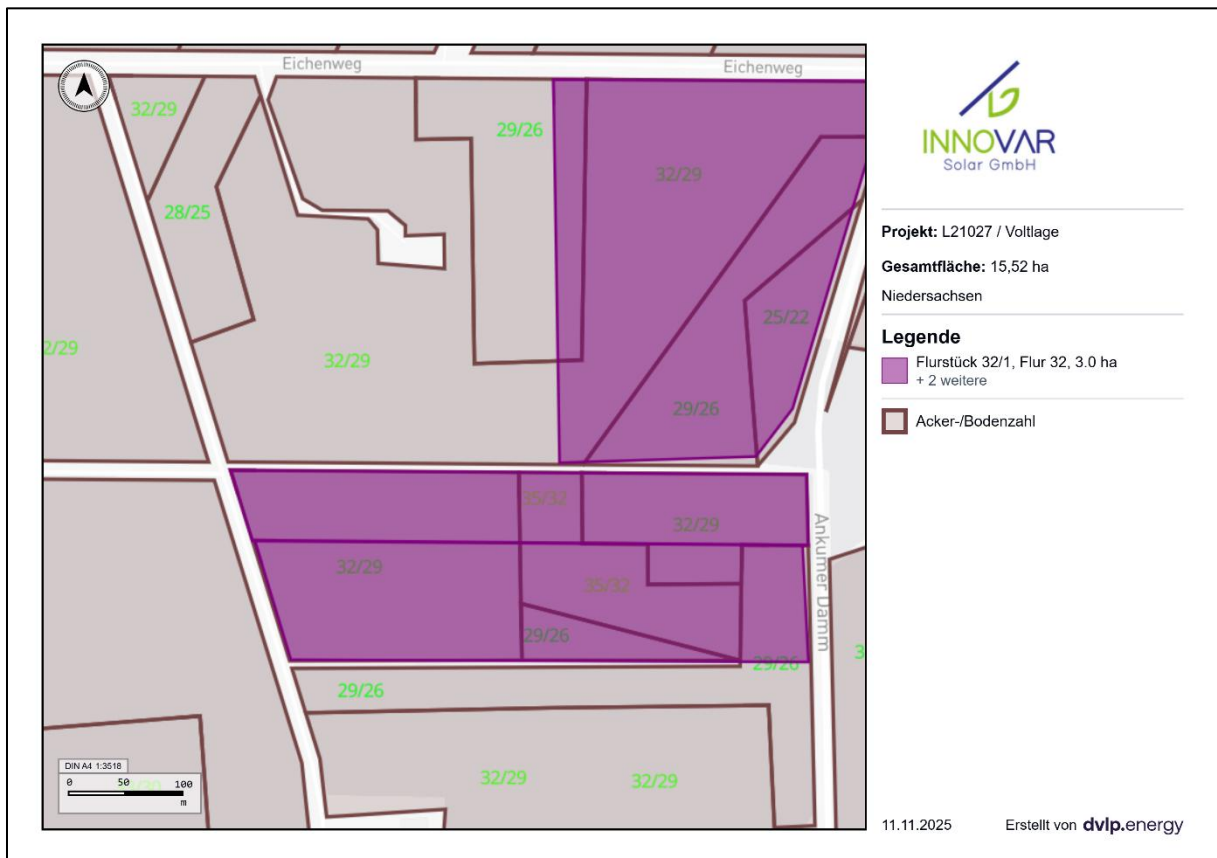 Eichenweg
Eichenweg
32/29
29/26
32/29
28/25
25/22
2/29
32/29
29/26
35/32
32/29
32/29
35/32
29/26
29/26
29/26
32/29
32/29
3
Ankumer Damm
DIN A4 1:3518
0 50 100
m
INNOVAR
Solar GmbH
Projekt: L21027 / Voltlage
Gesamtfläche: 15,52 ha
Niedersachsen
Legende
Flurstück 32/1, Flur 32, 3.0 ha
+ 2 weitere
Acker-/Bodenzahl
11.11.2025 Erstellt von dvlp.energy